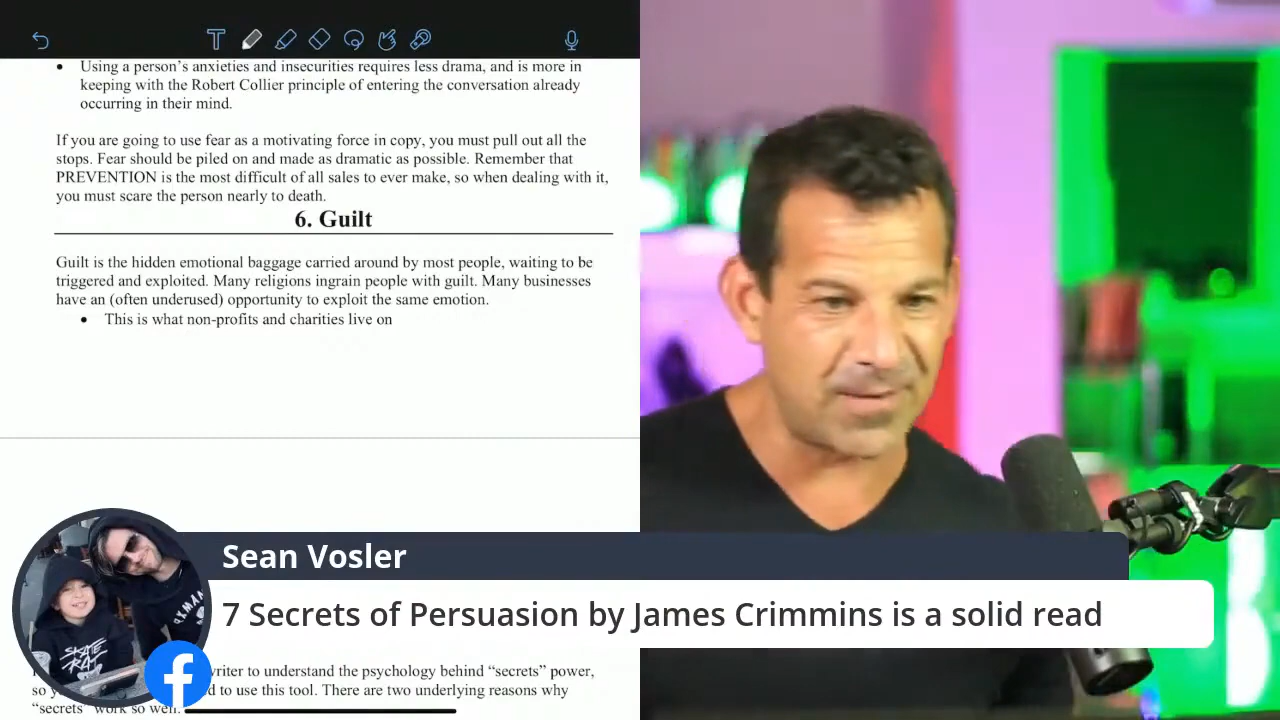 • Using a person's anxieties and insecurities requires less drama, and is more in
keeping with the Robert Collier principle of entering the conversation already
occurring in their mind.
If you are going to use fear as a motivating force in copy, you must pull out all the
stops. Fear should be piled on and made as dramatic as possible. Remember that
PREVENTION is the most difficult of all sales to ever make, so when dealing with it,
you must scare the person nearly to death.
6. Guilt
Guilt is the hidden emotional baggage carried around by most people, waiting to be
triggered and exploited. Many religions ingrain people with guilt. Many businesses
have an (often underused) opportunity to exploit the same emotion.
• This is what non-profits and charities live on
Sean Vosler
7 Secrets of Persuasion by James Crimmins is a solid read
writer to understand the psychology behind “secrets” power,
to use this tool. There are two underlying reasons why
“secrets” work so well.
SKATE